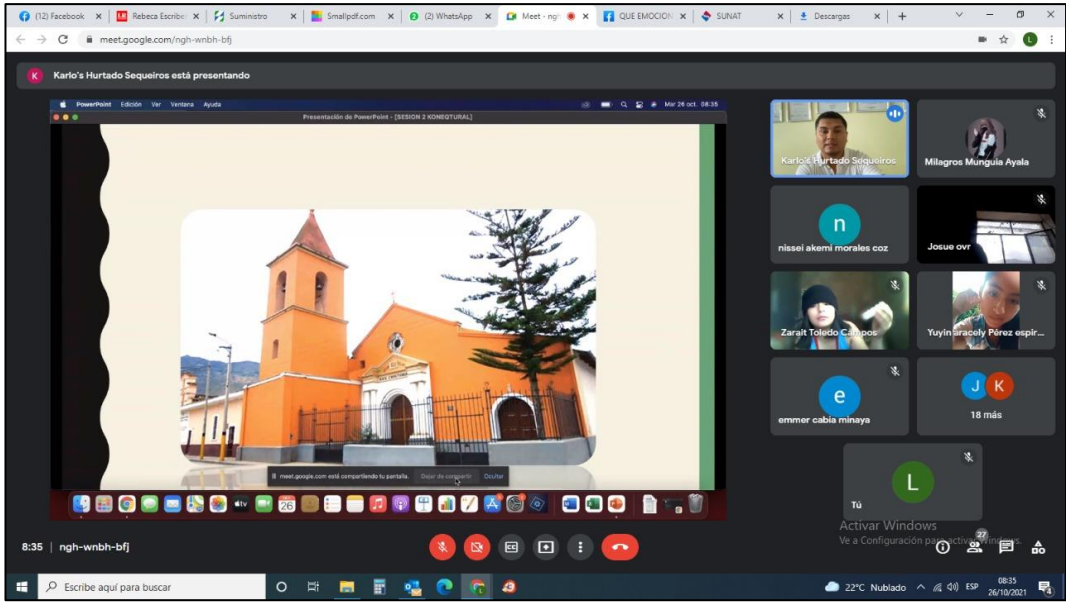 (12) Facebook
Rebeca Escribe
Suministro
Smallpdf.com
(2) WhatsApp
Meet - ngh
QUE EMOCION
SUNAT
Descargas
meet.google.com/ngh-wnbh-bfj
L
K Karlo's Hurtado Sequeiros está presentando
PowerPoint Edición Ver Ventana Ayuda
Mar 26 oct. 08:35
Presentación de PowerPoint - [SESION 2 KONEQTURAL]
Karlo's Hurtado Sequeiros
Milagros Munguia Ayala
n
nissei akemi morales coz
Josue ovr
Zarait Toledo Campos
Yuyin aracely Pérez espir...
e
emmer cabia minaya
J K
18 más
L
Tú
meet.google.com está compartiendo tu pantalla. Dejar de compartir Ocultar
tv
26
Activar Windows
Ve a Configuración para activar Windows.
8:35 | ngh-wnbh-bfj
CC
27
Escribe aquí para buscar
22°C Nublado
ESP
08:35
26/10/2021